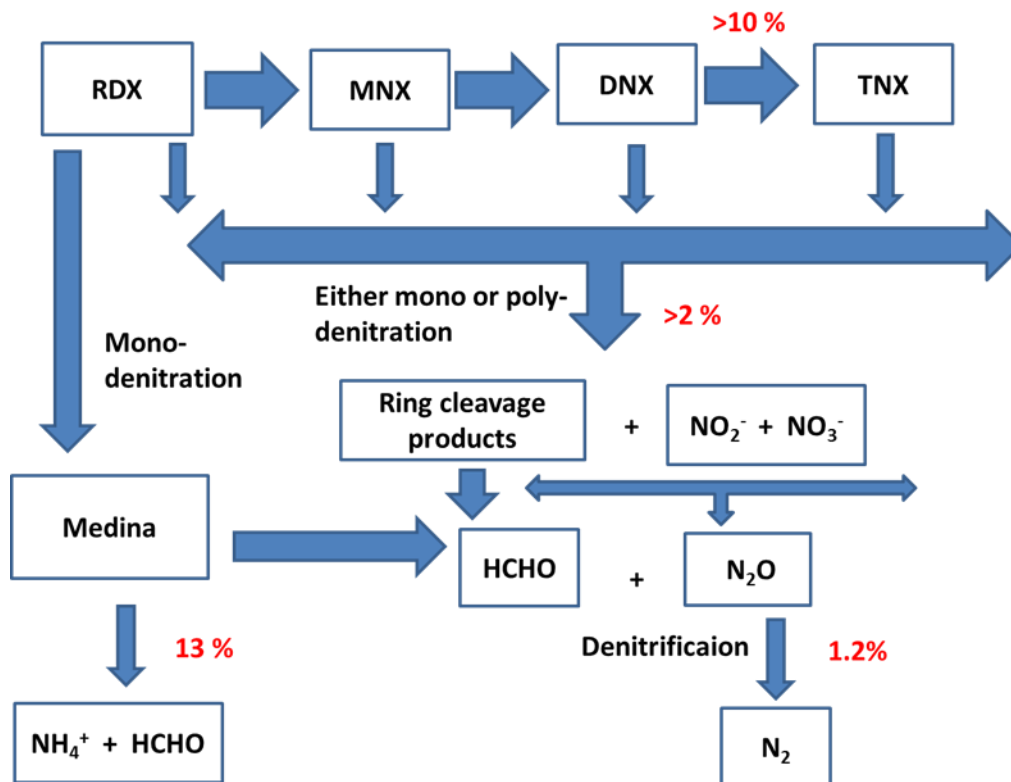 >10 %
RDX
MNX
DNX
TNX
Either mono or poly-
denitration
>2 %
Mono-
denitration
Ring cleavage
products
+
NO₂⁻ + NO₃⁻
Medina
HCHO
+
N₂O
13 %
Denitrificaion
1.2%
NH₄⁺ + HCHO
N₂